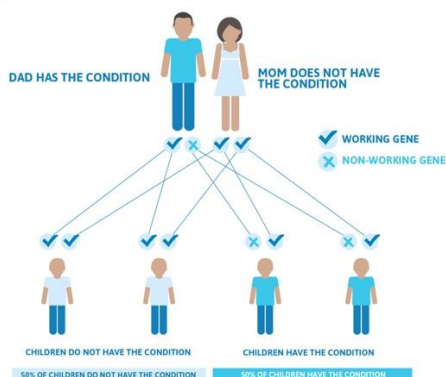 DAD HAS THE CONDITION
MOM DOES NOT HAVE
THE CONDITION
WORKING GENE
NON-WORKING GENE
CHILDREN DO NOT HAVE THE CONDITION
CHILDREN HAVE THE CONDITION
50% OF CHILDREN DO NOT HAVE THE CONDITION
50% OF CHILDREN HAVE THE CONDITION